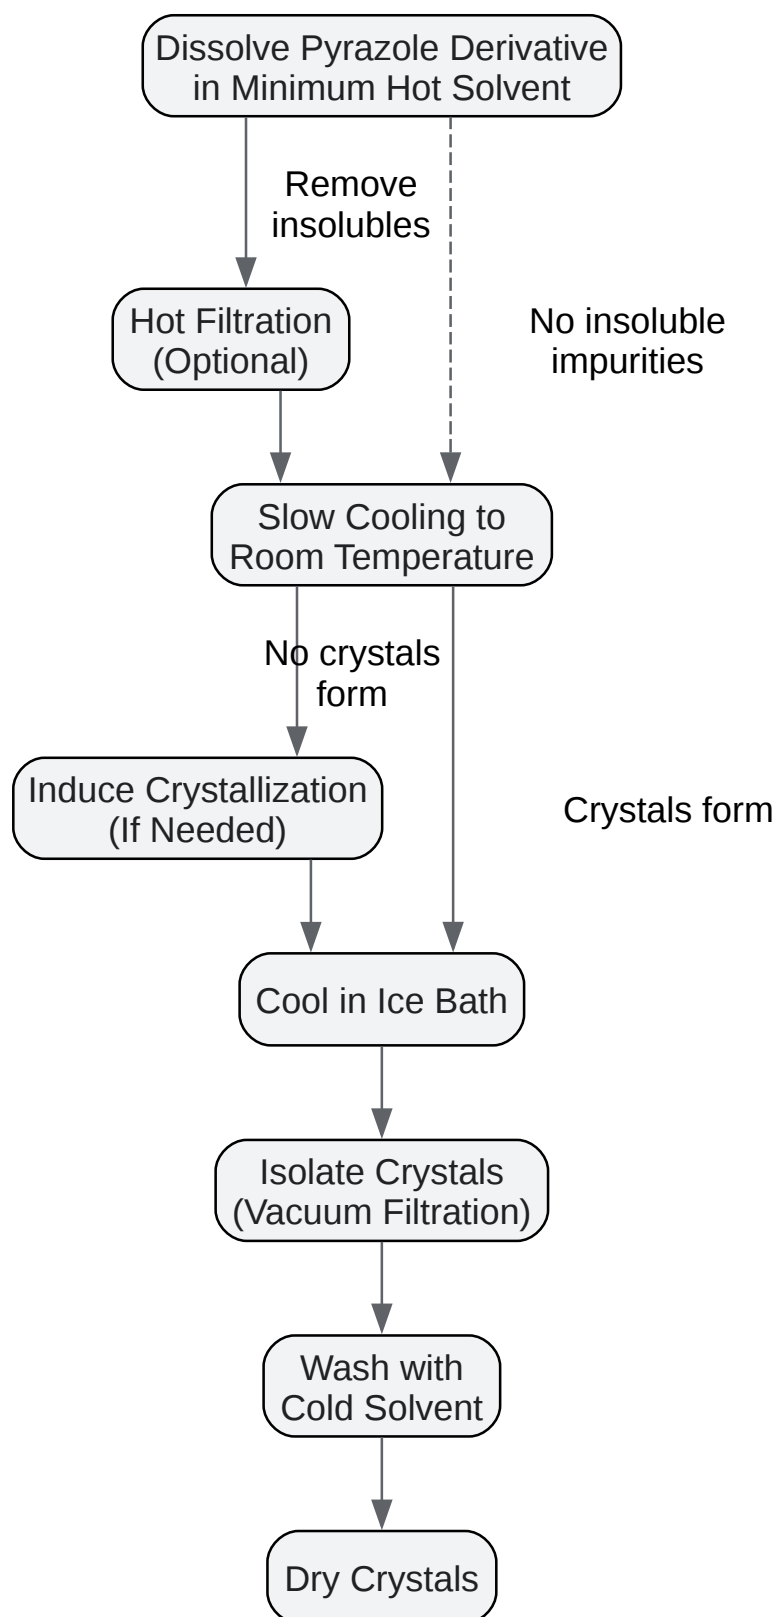 Dissolve Pyrazole Derivative
in Minimum Hot Solvent
Remove
insolubles
Hot Filtration
(Optional)
No insoluble
impurities
Slow Cooling to
Room Temperature
No crystals
form
Induce Crystallization
(If Needed)
Crystals form
Cool in Ice Bath
Isolate Crystals
(Vacuum Filtration)
Wash with
Cold Solvent
Dry Crystals